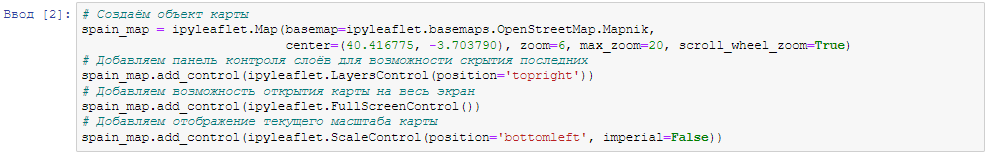 Ввод [2]: # Создаём объект карты
spain_map = ipyleaflet.Map(basemap=ipyleaflet.basemaps.OpenStreetMap.Mapnik,
                           center=(40.416775, -3.703790), zoom=6, max_zoom=20, scroll_wheel_zoom=True)
# Добавляем панель контроля слоёв для возможности скрытия последних
spain_map.add_control(ipyleaflet.LayersControl(position='topright'))
# Добавляем возможность открытия карты на весь экран
spain_map.add_control(ipyleaflet.FullScreenControl())
# Добавляем отображение текущего масштаба карты
spain_map.add_control(ipyleaflet.ScaleControl(position='bottomleft', imperial=False))